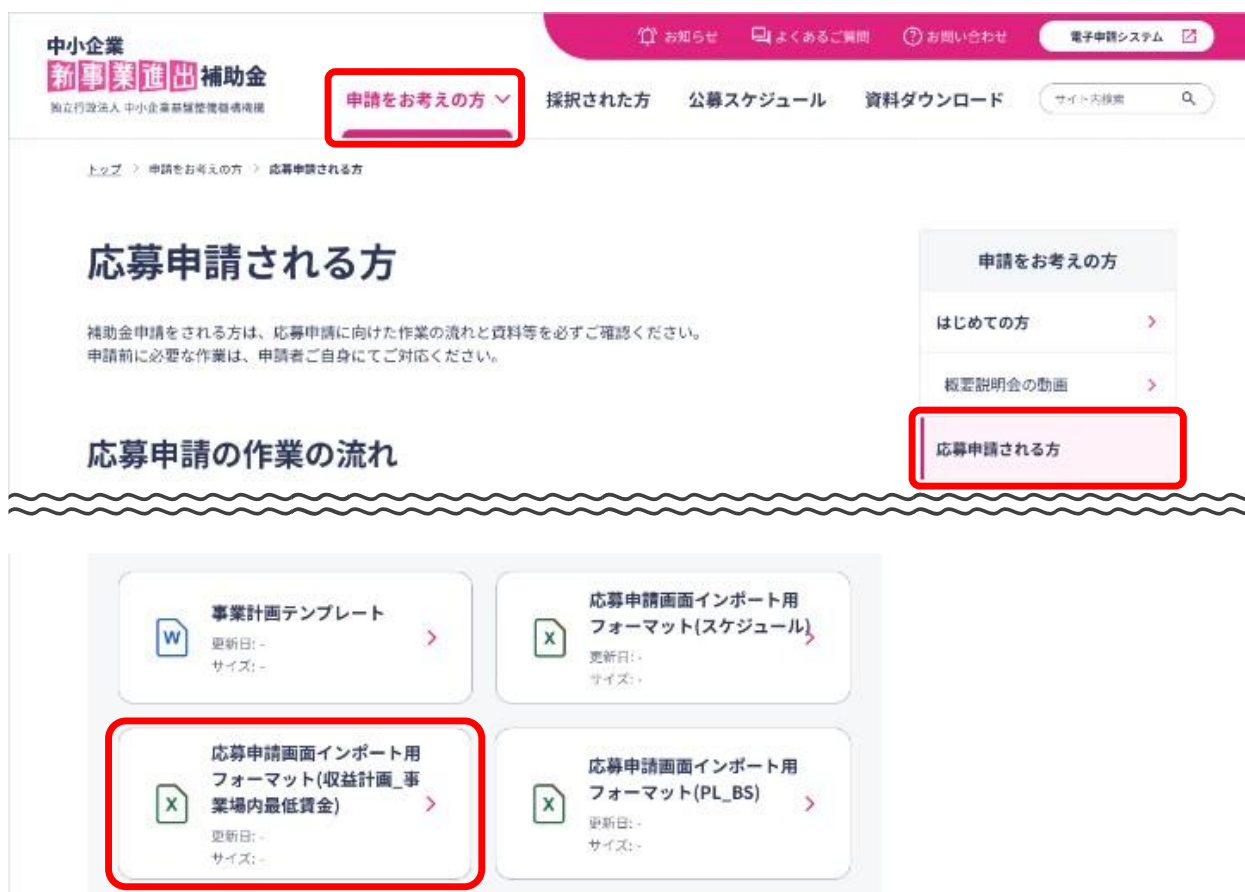 中小企業
新事業進出補助金
独立行政法人 中小企業基盤整備機構
お知らせ
よくあるご質問
お問い合わせ
電子申請システム
申請をお考えの方
採択された方
公募スケジュール
資料ダウンロード
サイト内検索
トップ > 申請をお考えの方 > 応募申請される方
応募申請される方
補助金申請をされる方は、応募申請に向けた作業の流れと資料等を必ずご確認ください。
申請前に必要な作業は、申請者ご自身にてご対応ください。
応募申請の作業の流れ
申請をお考えの方
はじめての方
概要説明会の動画
応募申請される方
W
事業計画テンプレート
更新日: -
サイズ: -
X
応募申請画面インポート用
フォーマット(スケジュール)
更新日: -
サイズ: -
X
応募申請画面インポート用
フォーマット(収益計画_事
業場内最低賃金)
更新日: -
サイズ: -
X
応募申請画面インポート用
フォーマット(PL_BS)
更新日: -
サイズ: -